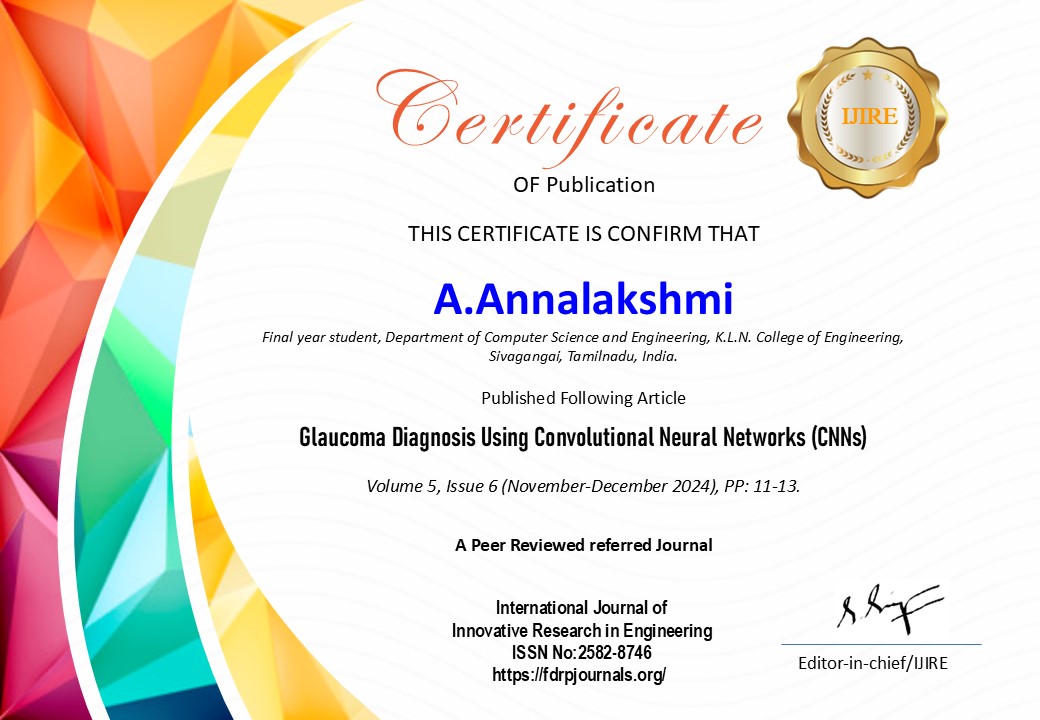 Certificate
IJIRE
OF Publication
THIS CERTIFICATE IS CONFIRM THAT
A.Annalakshmi
Final year student, Department of Computer Science and Engineering, K.L.N. College of Engineering,
Sivagangai, Tamilnadu, India.
Published Following Article
Glaucoma Diagnosis Using Convolutional Neural Networks (CNNs)
Volume 5, Issue 6 (November-December 2024), PP: 11-13.
A Peer Reviewed referred Journal
International Journal of
Innovative Research in Engineering
ISSN No:2582-8746
https://fdrpjournals.org/
Editor-in-chief/IJIRE